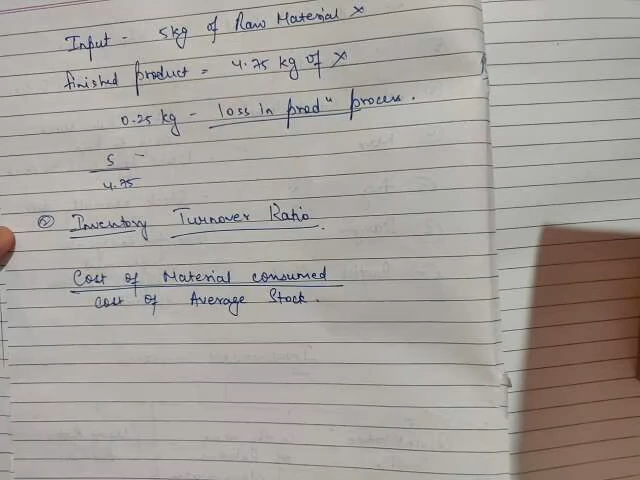 Input - 5kg of Raw Material X
finished product = 4.75 kg of X
0.25 kg - loss in prodⁿ process.
5 -
4.75
② Inventory Turnover Ratio.
Cost of Material consumed
cost of Average Stock.